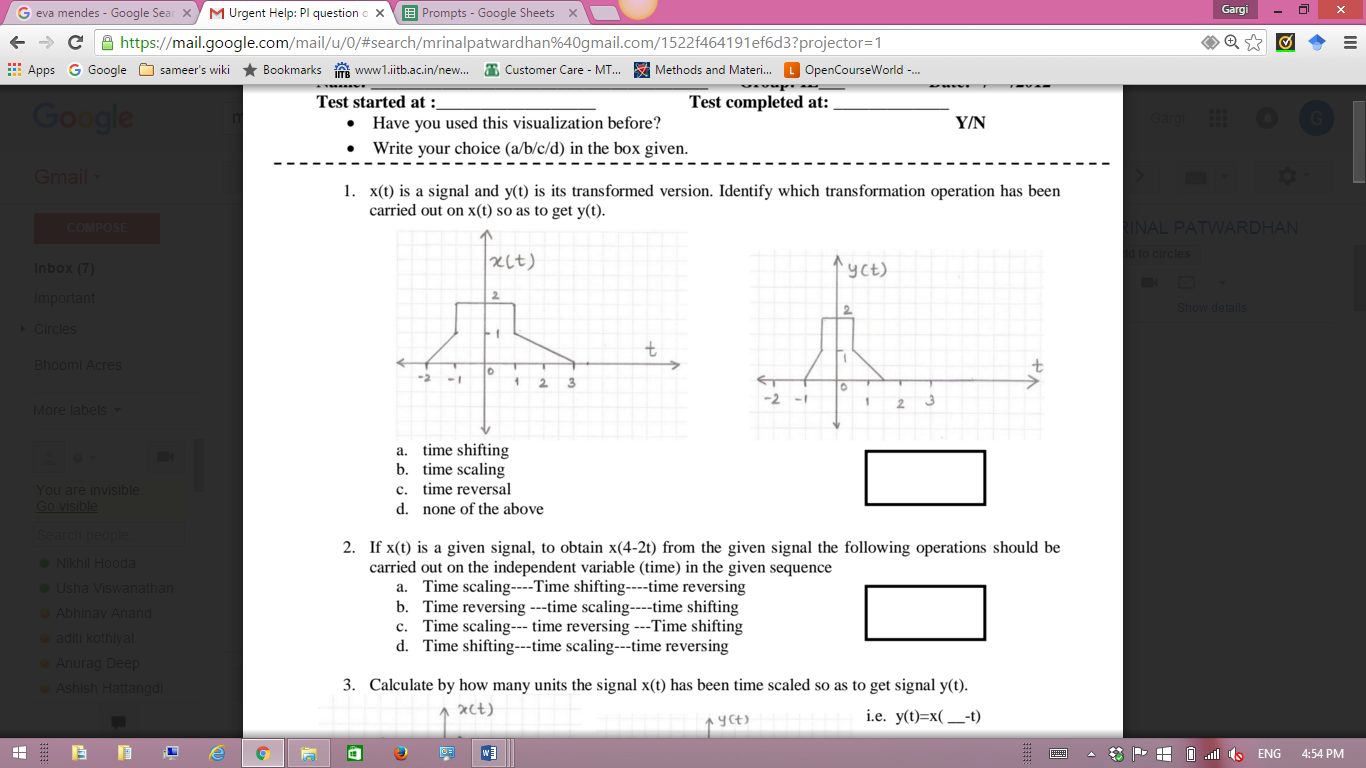 eva mendes - Google Sear
Urgent Help: PI question o
Prompts - Google Sheets
Gargi
https://mail.google.com/mail/u/0/#search/mrinalpatwardhan%40gmail.com/1522f464191ef6d3?projector=1
Apps Google sameer's wiki Bookmarks www1.iitb.ac.in/new... Customer Care - MT... Methods and Materi... OpenCourseWorld -...
Test started at :__________________ Test completed at: _____________
• Have you used this visualization before? Y/N
• Write your choice (a/b/c/d) in the box given.
1. x(t) is a signal and y(t) is its transformed version. Identify which transformation operation has been
carried out on x(t) so as to get y(t).
x(t)
2
1
t
-2 -1 0 1 2 3
y(t)
2
1
t
-2 -1 0 1 2 3
a. time shifting
b. time scaling
c. time reversal
d. none of the above
2. If x(t) is a given signal, to obtain x(4-2t) from the given signal the following operations should be
carried out on the independent variable (time) in the given sequence
a. Time scaling----Time shifting----time reversing
b. Time reversing ---time scaling----time shifting
c. Time scaling--- time reversing ---Time shifting
d. Time shifting---time scaling---time reversing
3. Calculate by how many units the signal x(t) has been time scaled so as to get signal y(t).
x(t)
y(t)
i.e. y(t)=x( __-t)
Google
Gmail
COMPOSE
Inbox (7)
Important
Circles
Bhoomi Acres
More labels
You are invisible.
Go visible
Search people...
Nikhil Hooda
Usha Viswanathan
Abhinav Anand
aditi kothiyal
Anurag Deep
Ashish Hattangdi
Gargi
G
RINAL PATWARDHAN
dd to circles
Show details
ENG 4:54 PM